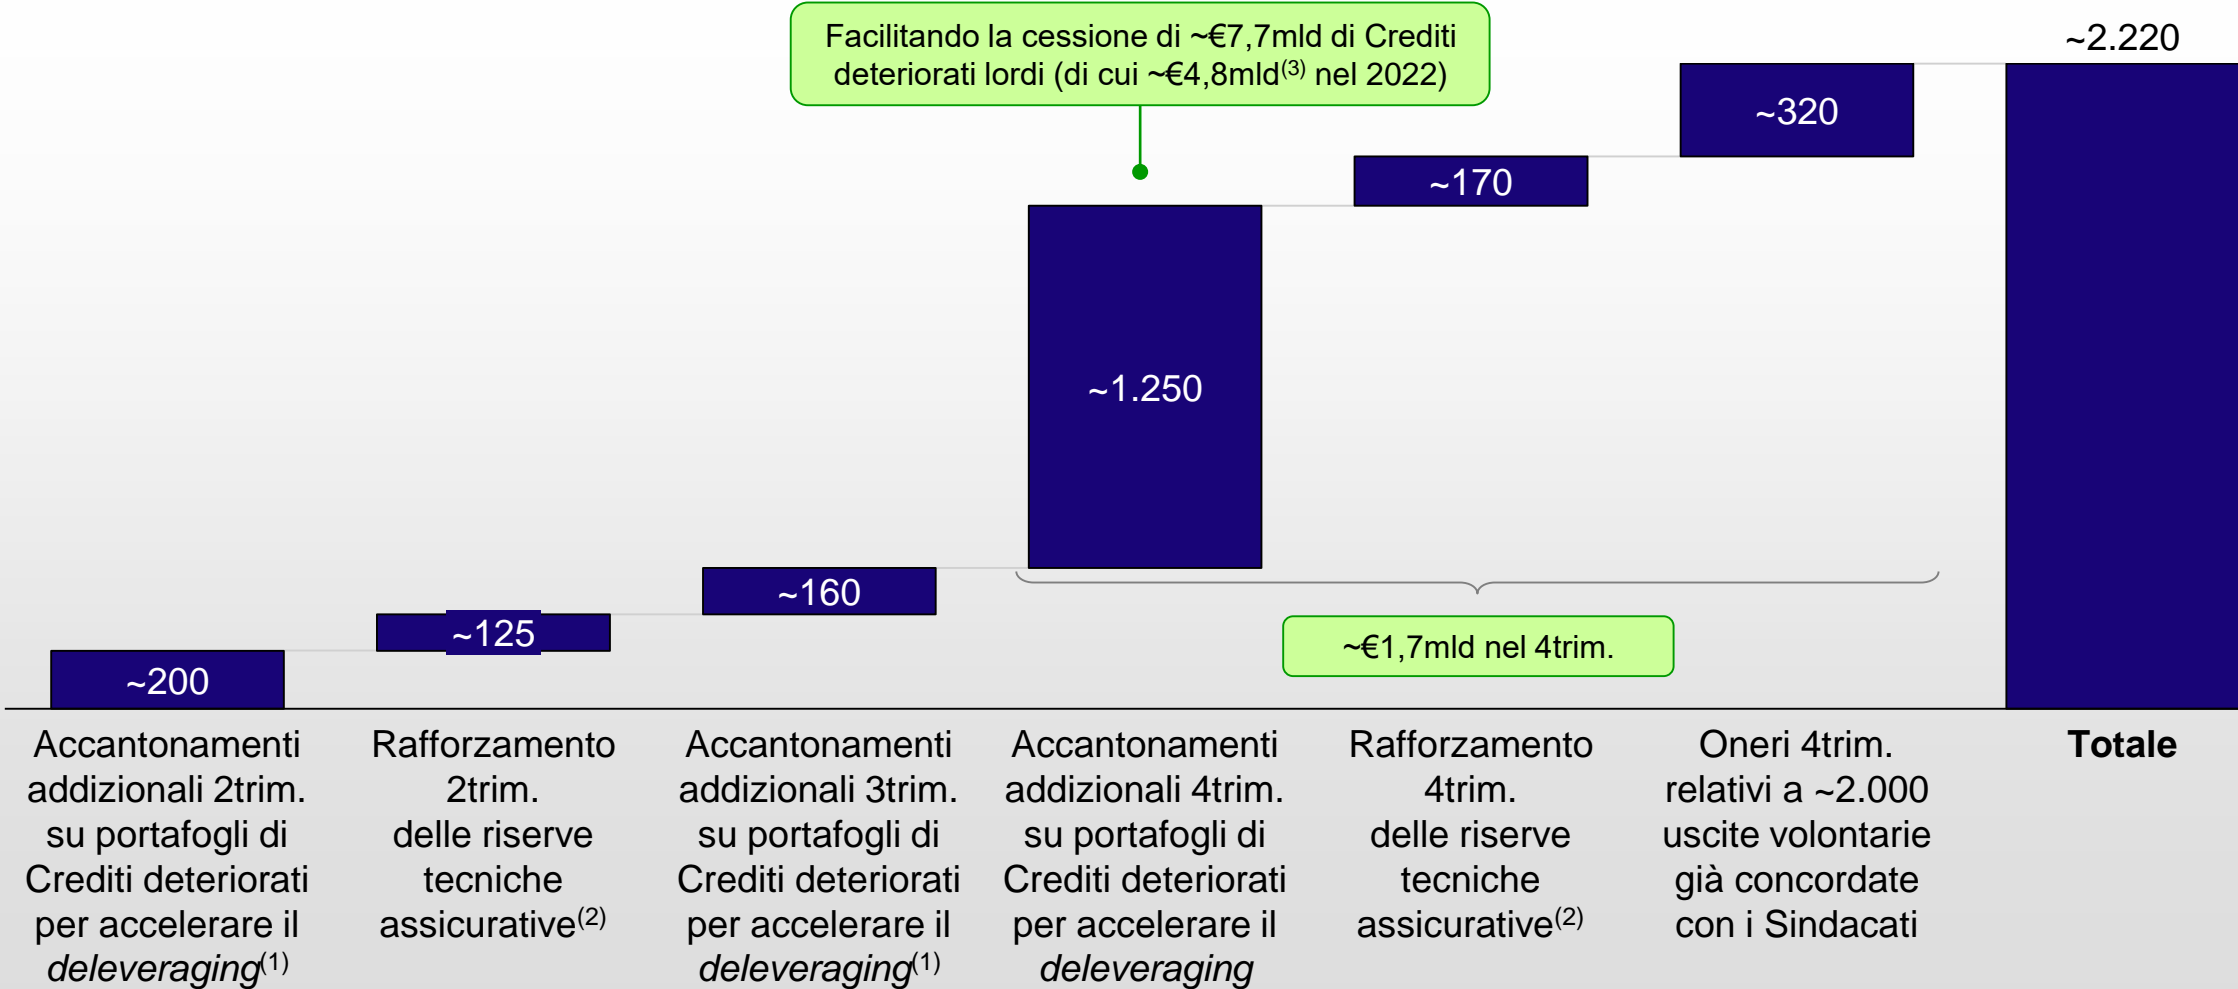 Facilitando la cessione di ~€7,7mld di Crediti
deteriorati lordi (di cui ~€4,8mld(3) nel 2022)
~2.220
~320
~170
~1.250
~160
~125
~200
~€1,7mld nel 4trim.
Accantonamenti
addizionali 2trim.
su portafogli di
Crediti deteriorati
per accelerare il
deleveraging(1)
Rafforzamento
2trim.
delle riserve
tecniche
assicurative(2)
Accantonamenti
addizionali 3trim.
su portafogli di
Crediti deteriorati
per accelerare il
deleveraging(1)
Accantonamenti
addizionali 4trim.
su portafogli di
Crediti deteriorati
per accelerare il
deleveraging
Rafforzamento
4trim.
delle riserve
tecniche
assicurative(2)
Oneri 4trim.
relativi a ~2.000
uscite volontarie
già concordate
con i Sindacati
Totale